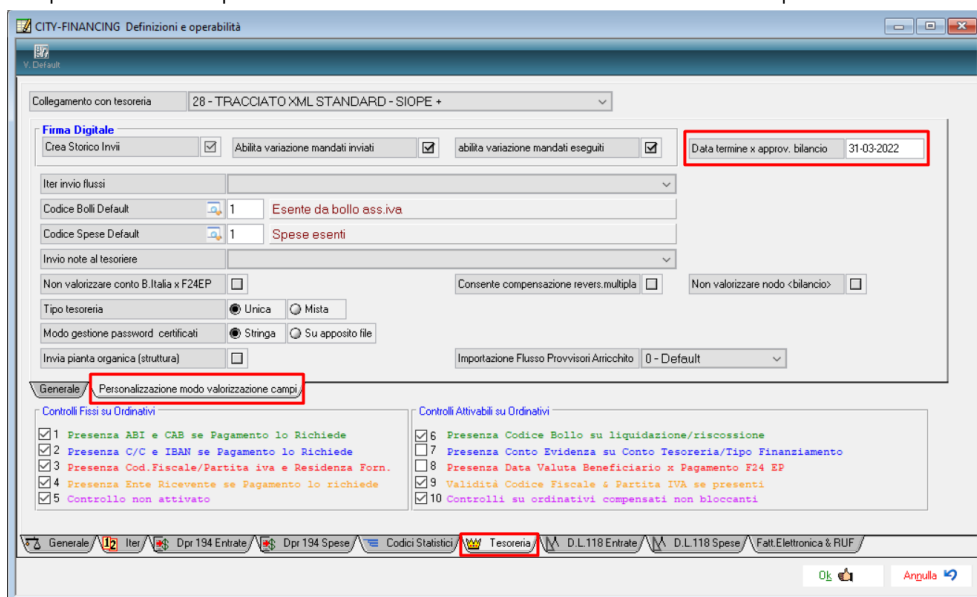 CITY-FINANCING Definizioni e operabilità
V. Default
Collegamento con tesoreria 28 - TRACCIATO XML STANDARD - SIOPE +
Firma Digitale
Crea Storico Invii Abilita variazione mandati inviati abilita variazione mandati eseguiti Data termine x approv. bilancio 31-03-2022
Iter invio flussi
Codice Bolli Default 1 Esente da bollo ass.iva
Codice Spese Default 1 Spese esenti
Invio note al tesoriere
Non valorizzare conto B.Italia x F24EP Consente compensazione revers.multipla Non valorizzare nodo <bilancio>
Tipo tesoreria Unica Mista
Modo gestione password certificati Stringa Su apposito file
Invia pianta organica (struttura) Importazione Flusso Provvisori Arricchito 0 - Default
Generale Personalizzazione modo valorizzazione campi
Controlli Fissi su Ordinativi Controlli Attivabili su Ordinativi
1 Presenza ABI e CAB se Pagamento lo Richiede 6 Presenza Codice Bollo su liquidazione/riscossione
2 Presenza C/C e IBAN se Pagamento lo Richiede 7 Presenza Conto Evidenza su Conto Tesoreria/Tipo Finanziamento
3 Presenza Cod.Fiscale/Partita iva e Residenza Forn. 8 Presenza Data Valuta Beneficiario x Pagamento F24 EP
4 Presenza Ente Ricevente se Pagamento lo richiede 9 Validità Codice Fiscale & Partita IVA se presenti
5 Controllo non attivato 10 Controlli su ordinativi compensati non bloccanti
Generale Iter Dpr 194 Entrate Dpr 194 Spese Codici Statistici Tesoreria D.L.118 Entrate D.L.118 Spese Fatt.Elettronica & RUF
Ok Annulla